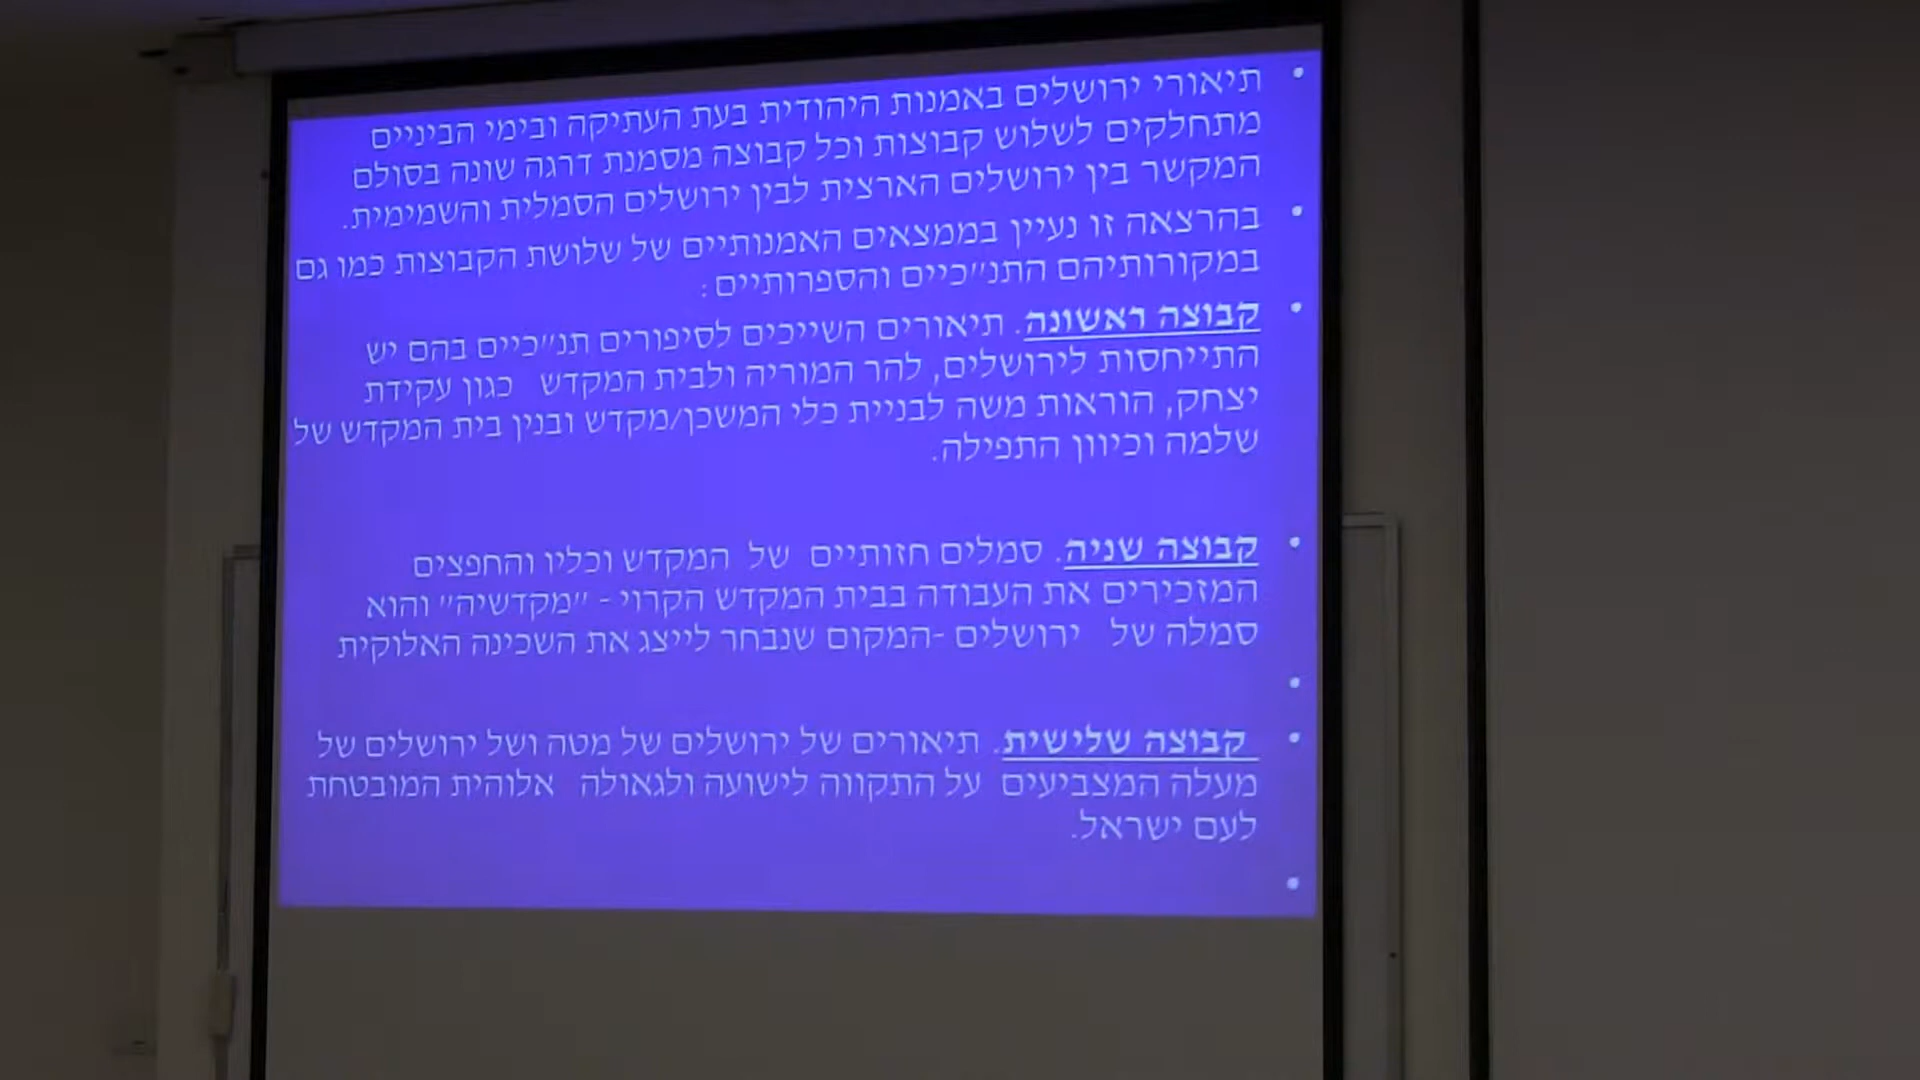 תיאורי ירושלים באמנות היהודית בעת העתיקה ובימי הביניים
מתחלקים לשלוש קבוצות וכל קבוצה מסמנת דרגה שונה בסולם
המקשר בין ירושלים הארצית לבין ירושלים הסמלית והשמימית.
בהרצאה זו נעיין בממצאים האמנותיים של שלושת הקבוצות כמו גם
במקורותיהם התנ"כיים והספרותיים:
קבוצה ראשונה. תיאורים השייכים לסיפורים תנ"כיים בהם יש
התייחסות לירושלים, להר המוריה ולבית המקדש כגון עקידת
יצחק, הוראות משה לבניית כלי המשכן/מקדש ובנין בית המקדש של
שלמה וכיוון התפילה.
קבוצה שניה. סמלים חזותיים של המקדש וכליו והחפצים
המזכירים את העבודה בבית המקדש הקרוי - "מקדשיה" והוא
סמלה של ירושלים -המקום שנבחר לייצג את השכינה האלוקית
קבוצה שלישית. תיאורים של ירושלים של מטה ושל ירושלים של
מעלה המצביעים על התקווה לישועה ולגאולה אלוהית המובטחת
לעם ישראל.